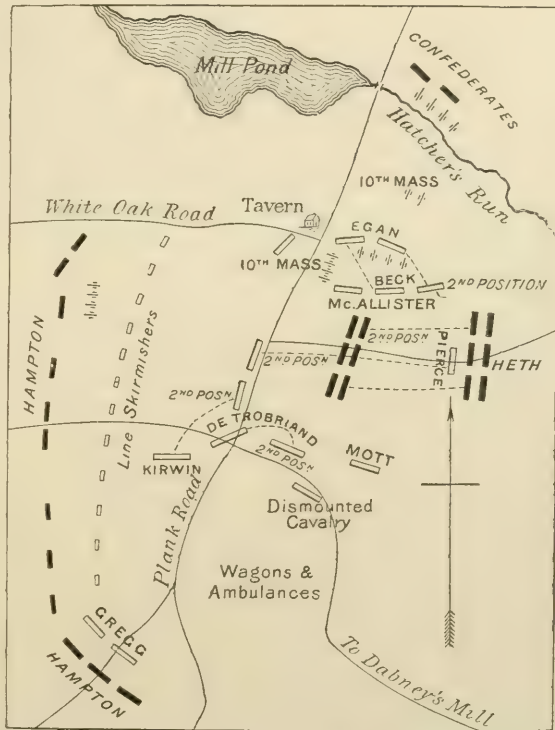 Mill Pond
CONFEDERATES
Hatcher's Run
10TH MASS
White Oak Road
Tavern
EGAN
10TH MASS
BECK
2ND POSITION
Mc.ALLISTER
HAMPTON
Line Skirmishers
2ND POSN
2ND POSN
PIERCE
HETH
2ND POSN
DE TROBRIAND
KIRWIN
2ND POSN
MOTT
Plank Road
Dismounted
Cavalry
Wagons &
Ambulances
GREGG
HAMPTON
To Dabney's Mill